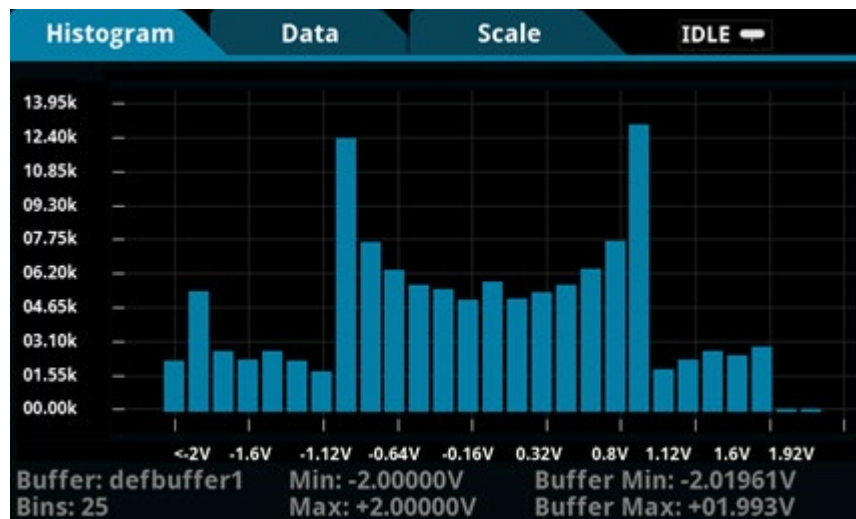 Histogram Data Scale IDLE
13.95k
12.40k
10.85k
09.30k
07.75k
06.20k
04.65k
03.10k
01.55k
00.00k
<-2V -1.6V -1.12V -0.64V -0.16V 0.32V 0.8V 1.12V 1.6V 1.92V
Buffer: defbuffer1 Min: -2.00000V Buffer Min: -2.01961V
Bins: 25 Max: +2.00000V Buffer Max: +01.993V